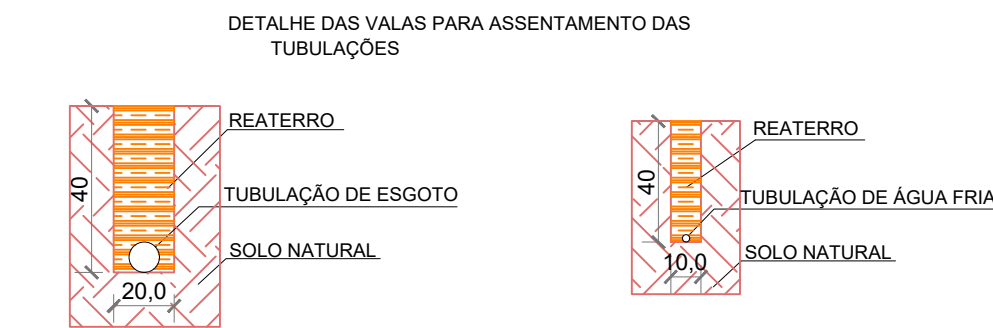 DETALHE DAS VALAS PARA ASSENTAMENTO DAS
TUBULAÇÕES
REATERRO
40
TUBULAÇÃO DE ESGOTO
SOLO NATURAL
20,0
REATERRO
40
TUBULAÇÃO DE ÁGUA FRIA
SOLO NATURAL
10,0